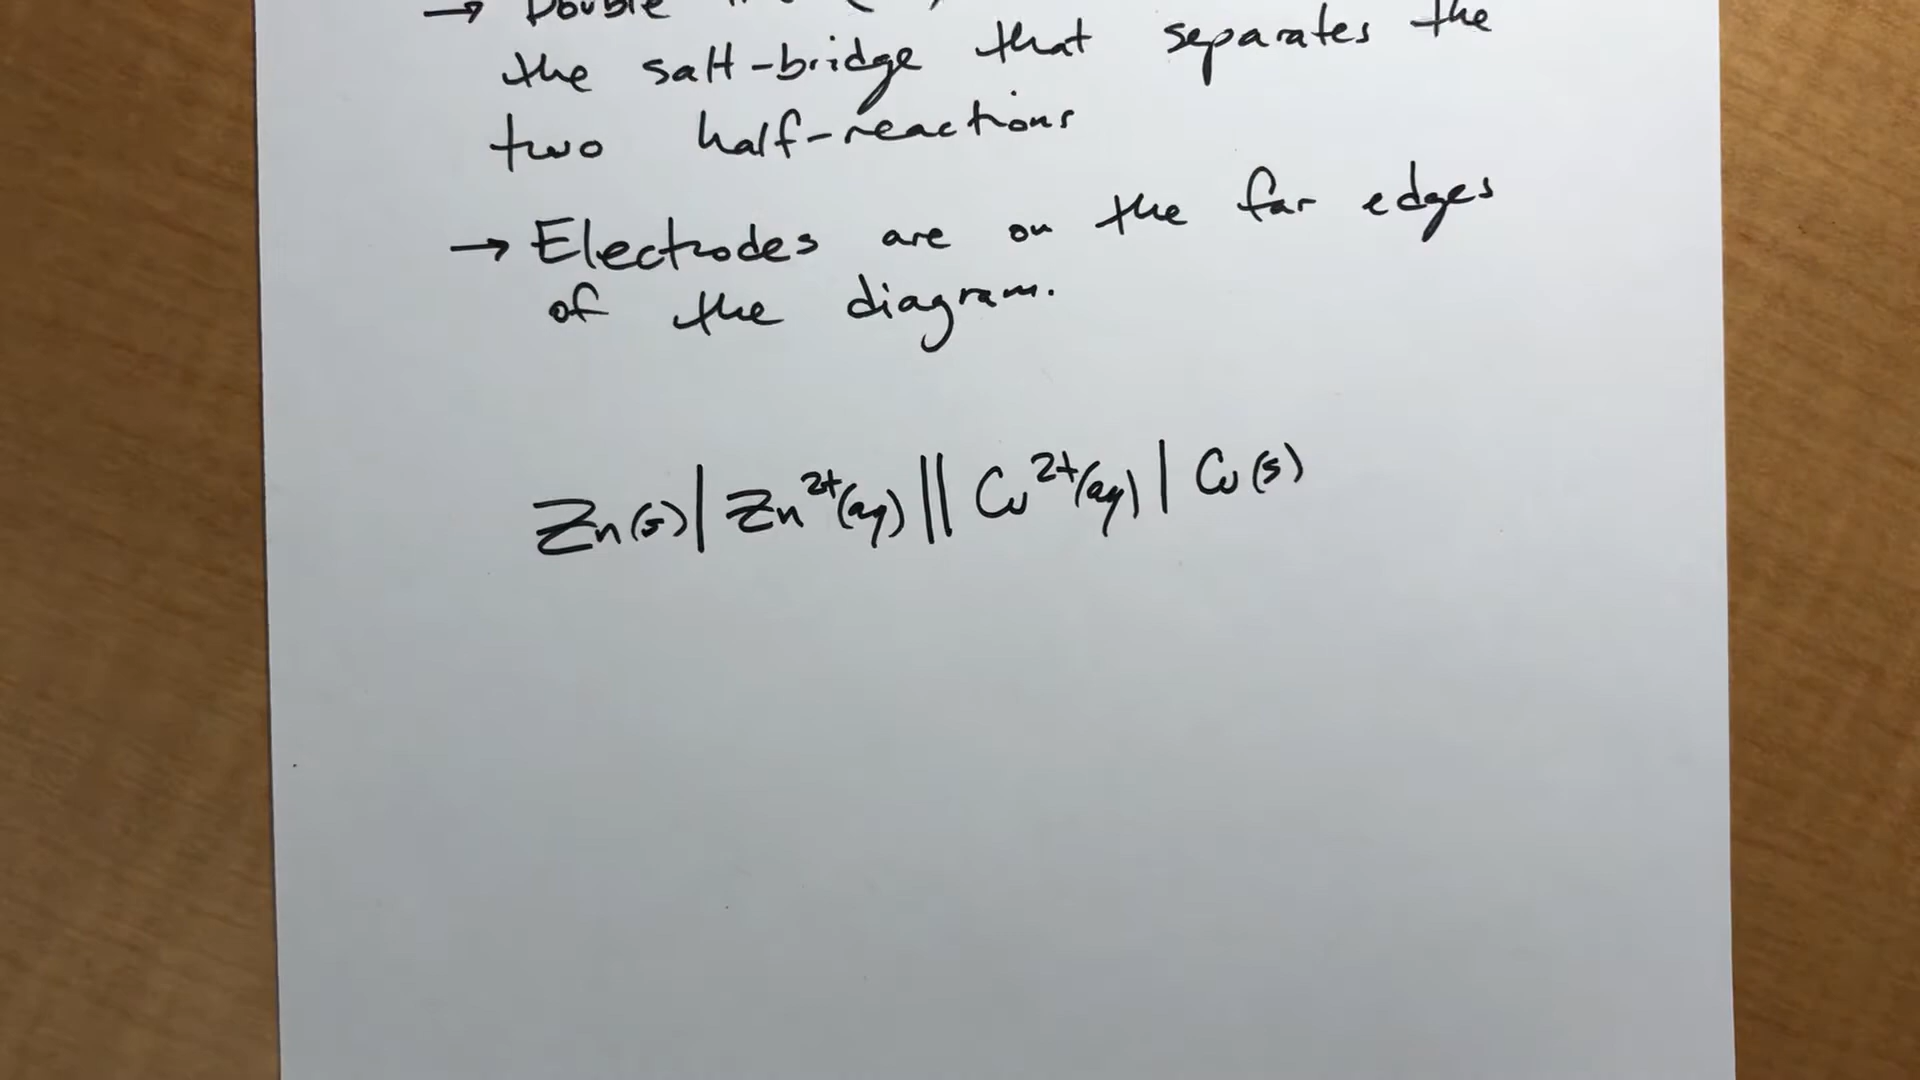 → Double
the salt-bridge that separates the
two half-reactions
→ Electrodes are on the far edges
of the diagram.
Zn(s)|Zn²⁺(aq)||Cu²⁺(aq)|Cu(s)